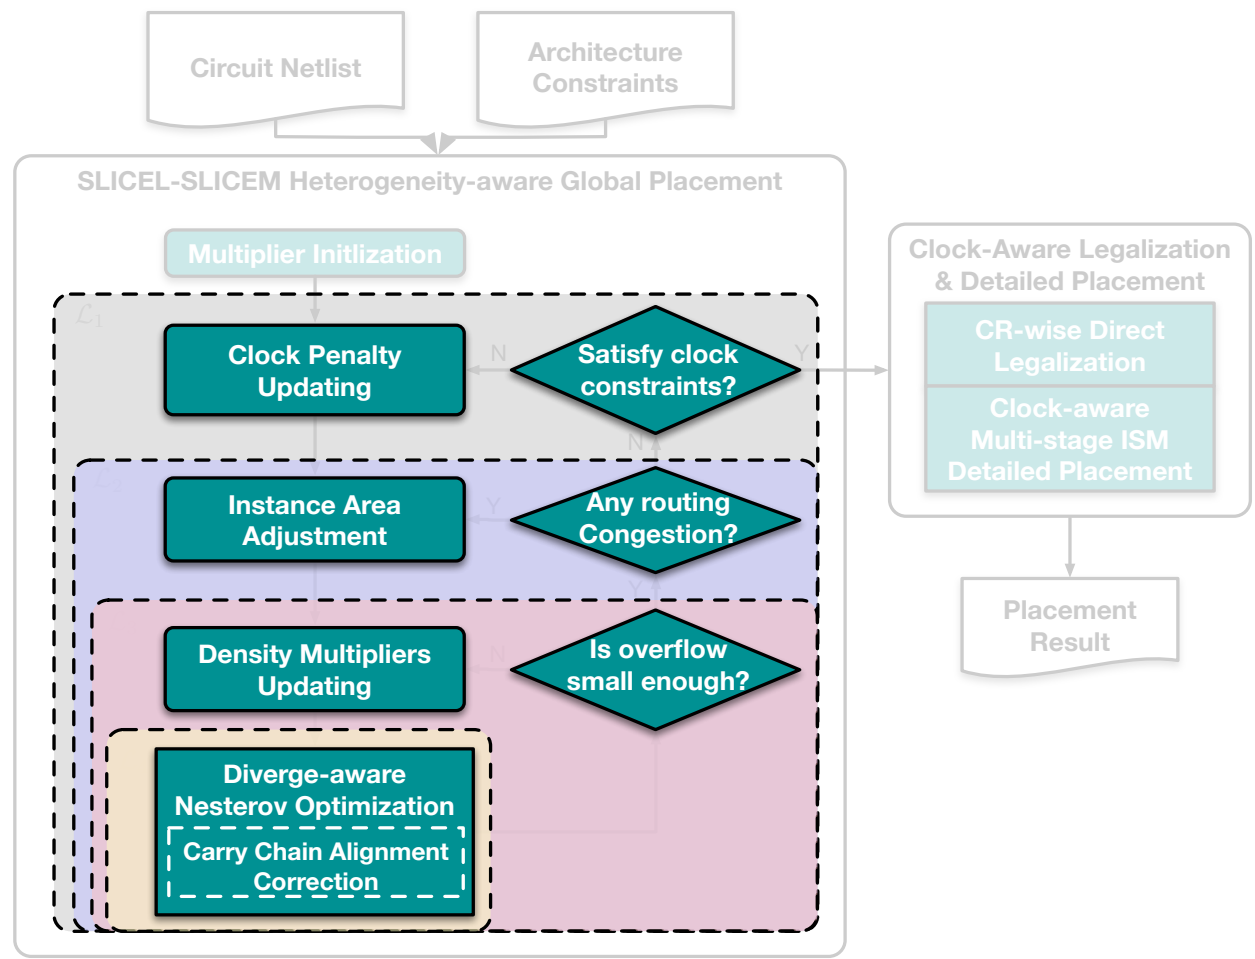 Circuit Netlist
Architecture
Constraints
SLICEL-SLICEM Heterogeneity-aware Global Placement
Multiplier Initlization
ℒ₁
Clock Penalty
Updating
N
Satisfy clock
constraints?
Y
N
Instance Area
Adjustment
Y
Any routing
Congestion?
Y
Density Multipliers
Updating
N
Is overflow
small enough?
Diverge-aware
Nesterov Optimization
Carry Chain Alignment
Correction
Clock-Aware Legalization
& Detailed Placement
CR-wise Direct
Legalization
Clock-aware
Multi-stage ISM
Detailed Placement
Placement
Result